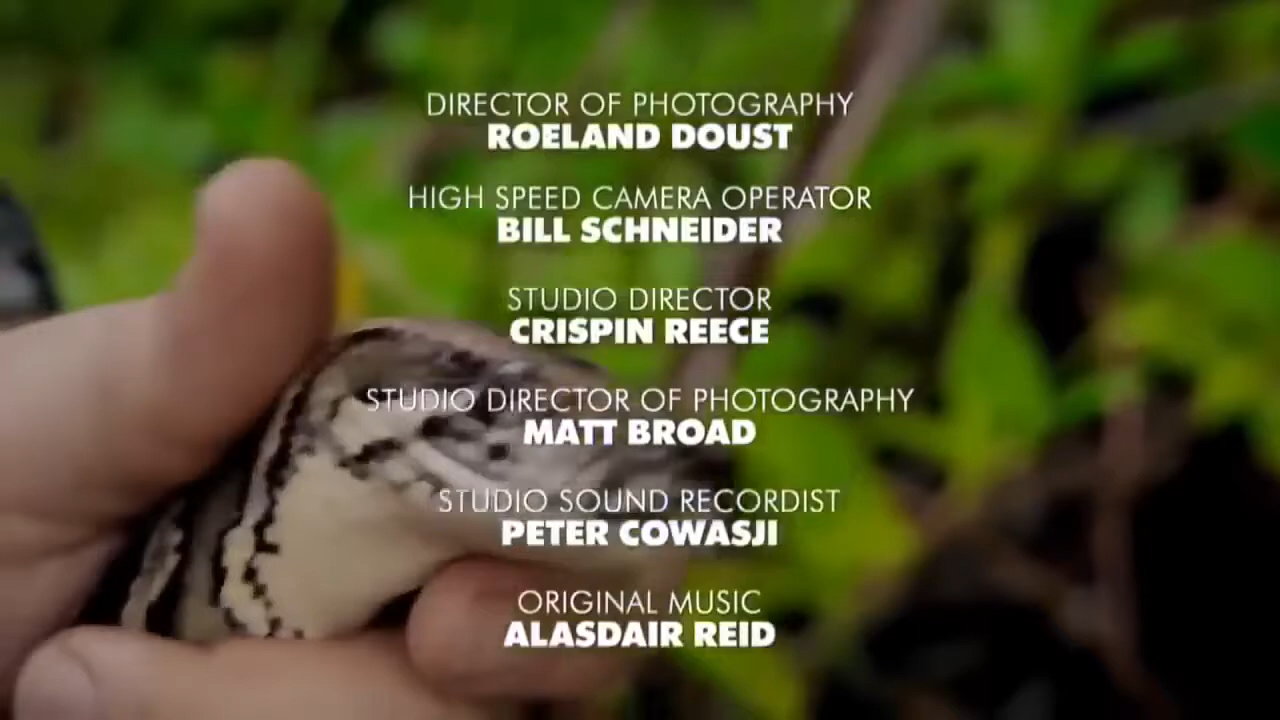 DIRECTOR OF PHOTOGRAPHY
ROELAND DOUST
HIGH SPEED CAMERA OPERATOR
BILL SCHNEIDER
STUDIO DIRECTOR
CRISPIN REECE
STUDIO DIRECTOR OF PHOTOGRAPHY
MATT BROAD
STUDIO SOUND RECORDIST
PETER COWASJI
ORIGINAL MUSIC
ALASDAIR REID